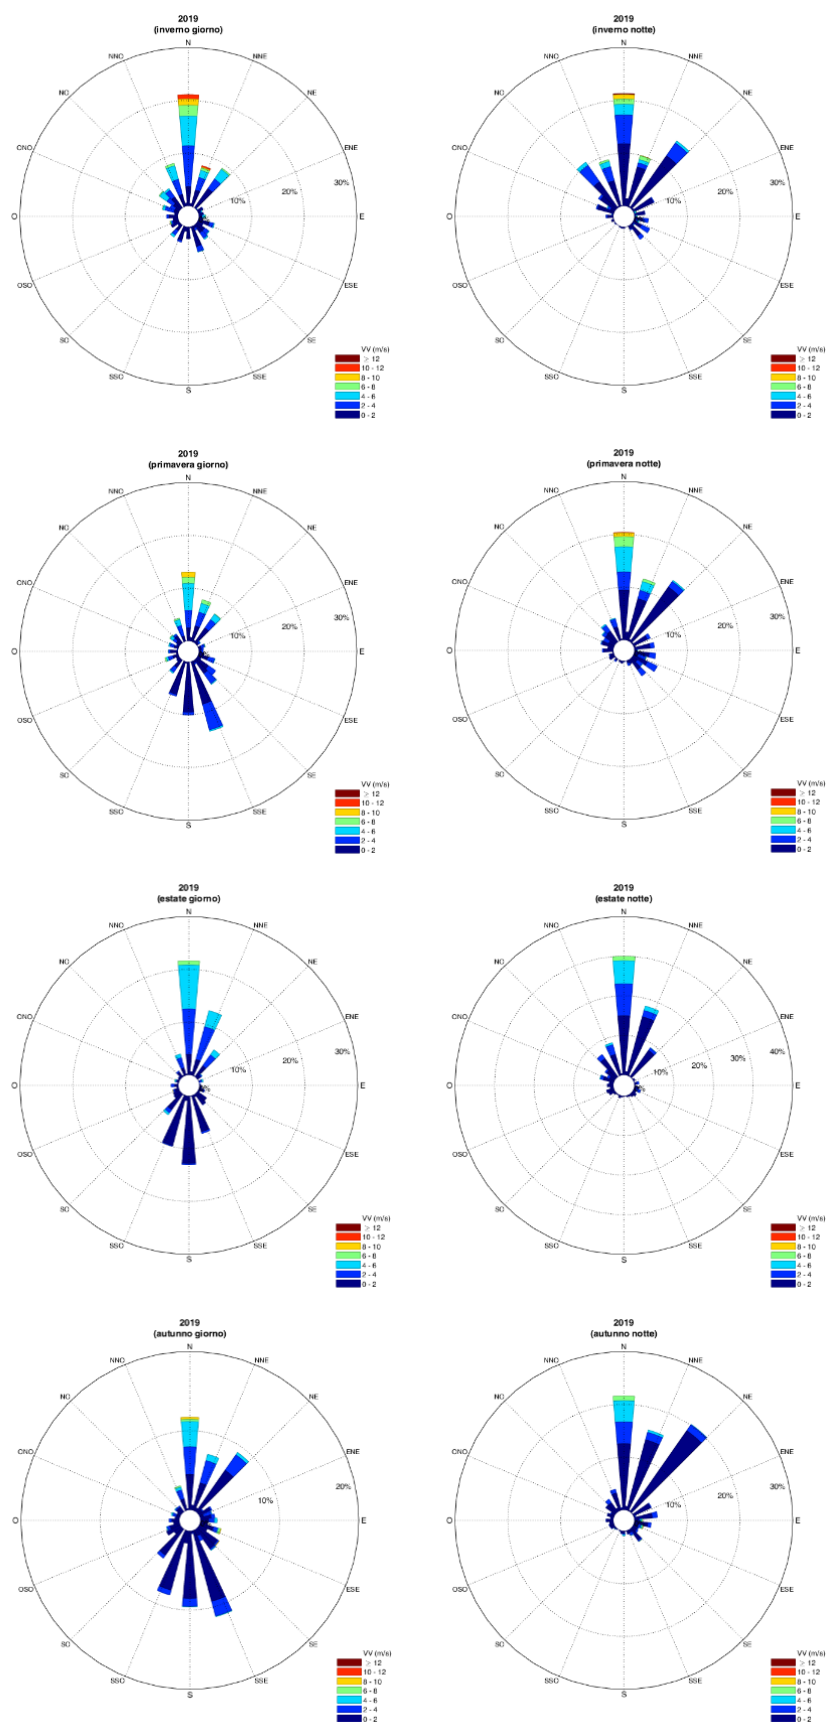 2019
(inverno giorno)
N
NNO
NNE
NO
NE
CNO
ENE
30%
20%
10%
O
E
OSO
ESE
SO
SE
SSO
SSE
S
VV (m/s)
> 12
10 - 12
8 - 10
6 - 8
4 - 6
2 - 4
0 - 2
2019
(inverno notte)
N
NNO
NNE
NO
NE
CNO
ENE
30%
20%
10%
O
E
OSO
ESE
SO
SE
SSO
SSE
S
VV (m/s)
> 12
10 - 12
8 - 10
6 - 8
4 - 6
2 - 4
0 - 2
2019
(primavera giorno)
N
NNO
NNE
NO
NE
CNO
ENE
30%
20%
10%
O
E
OSO
ESE
SO
SE
SSO
SSE
S
VV (m/s)
> 12
10 - 12
8 - 10
6 - 8
4 - 6
2 - 4
0 - 2
2019
(primavera notte)
N
NNO
NNE
NO
NE
CNO
ENE
30%
20%
10%
O
E
OSO
ESE
SO
SE
SSO
SSE
S
VV (m/s)
> 12
10 - 12
8 - 10
6 - 8
4 - 6
2 - 4
0 - 2
2019
(estate giorno)
N
NNO
NNE
NO
NE
CNO
ENE
30%
20%
10%
O
E
OSO
ESE
SO
SE
SSO
SSE
S
VV (m/s)
> 12
10 - 12
8 - 10
6 - 8
4 - 6
2 - 4
0 - 2
2019
(estate notte)
N
NNO
NNE
NO
NE
CNO
ENE
40%
30%
20%
10%
O
E
OSO
ESE
SO
SE
SSO
SSE
S
VV (m/s)
> 12
10 - 12
8 - 10
6 - 8
4 - 6
2 - 4
0 - 2
2019
(autunno giorno)
N
NNO
NNE
NO
NE
CNO
ENE
20%
10%
O
E
OSO
ESE
SO
SE
SSO
SSE
S
VV (m/s)
> 12
10 - 12
8 - 10
6 - 8
4 - 6
2 - 4
0 - 2
2019
(autunno notte)
N
NNO
NNE
NO
NE
CNO
ENE
30%
20%
10%
O
E
OSO
ESE
SO
SE
SSO
SSE
S
VV (m/s)
> 12
10 - 12
8 - 10
6 - 8
4 - 6
2 - 4
0 - 2